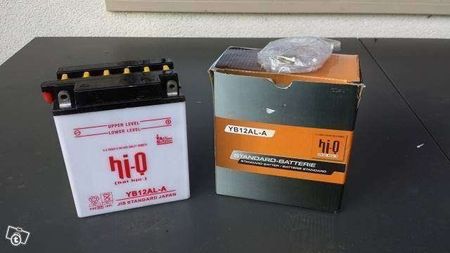 UPPER LEVEL
LOWER LEVEL
hi-Q
YB12AL-A
JIS STANDARD JAPAN
YB12AL-A
hi-Q
STANDARD-BATTERIE